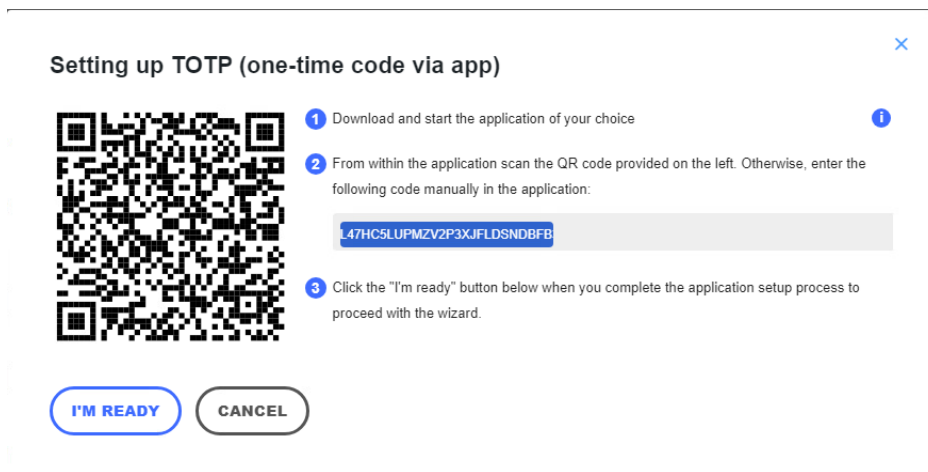 Setting up TOTP (one-time code via app)
1 Download and start the application of your choice
2 From within the application scan the QR code provided on the left. Otherwise, enter the
following code manually in the application:
L47HC5LUPMZV2P3XJFLDSNDBFB
3 Click the "I'm ready" button below when you complete the application setup process to
proceed with the wizard.
I'M READY
CANCEL